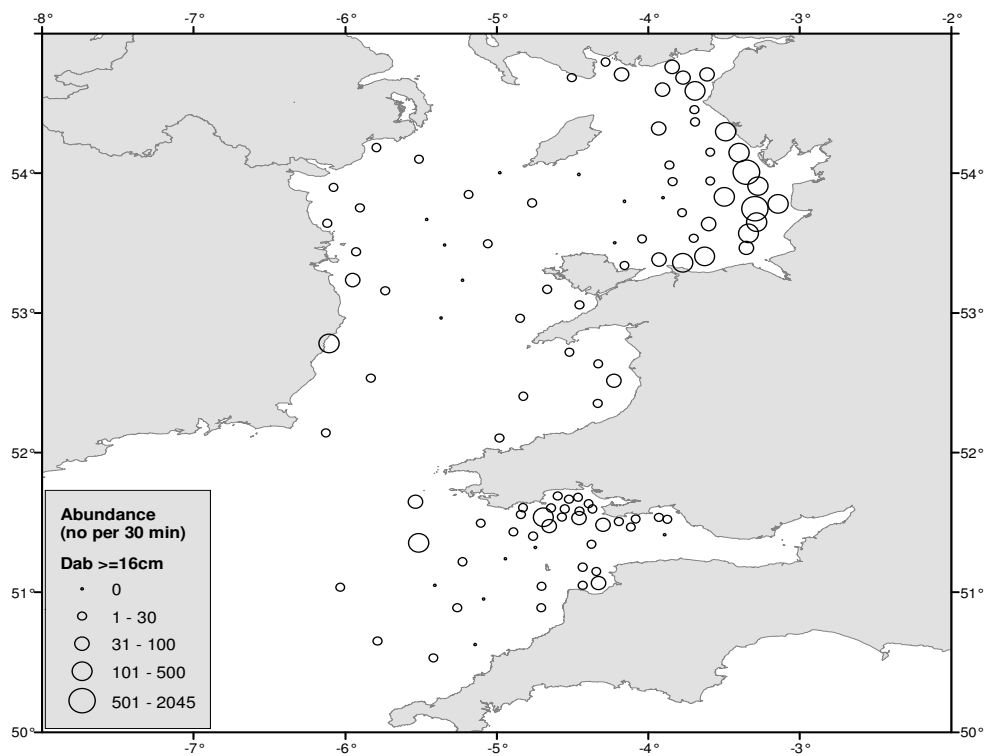 -8° -7° -6° -5° -4° -3° -2°
54° 54°
53° 53°
52° 52°
51° 51°
50° 50°
Abundance
(no per 30 min)
Dab >=16cm
0
1 - 30
31 - 100
101 - 500
501 - 2045
-7° -6° -5° -4° -3°